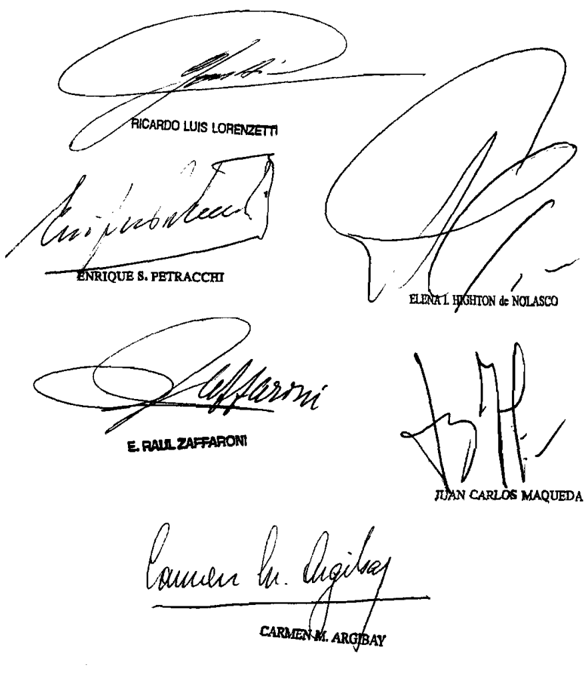 RICARDO LUIS LORENZETTI
ENRIQUE S. PETRACCHI
ELENA I. HIGHTON de NOLASCO
Zaffaroni
E. RAUL ZAFFARONI
JUAN CARLOS MAQUEDA
Carmen M. Argibay
CARMEN M. ARGIBAY